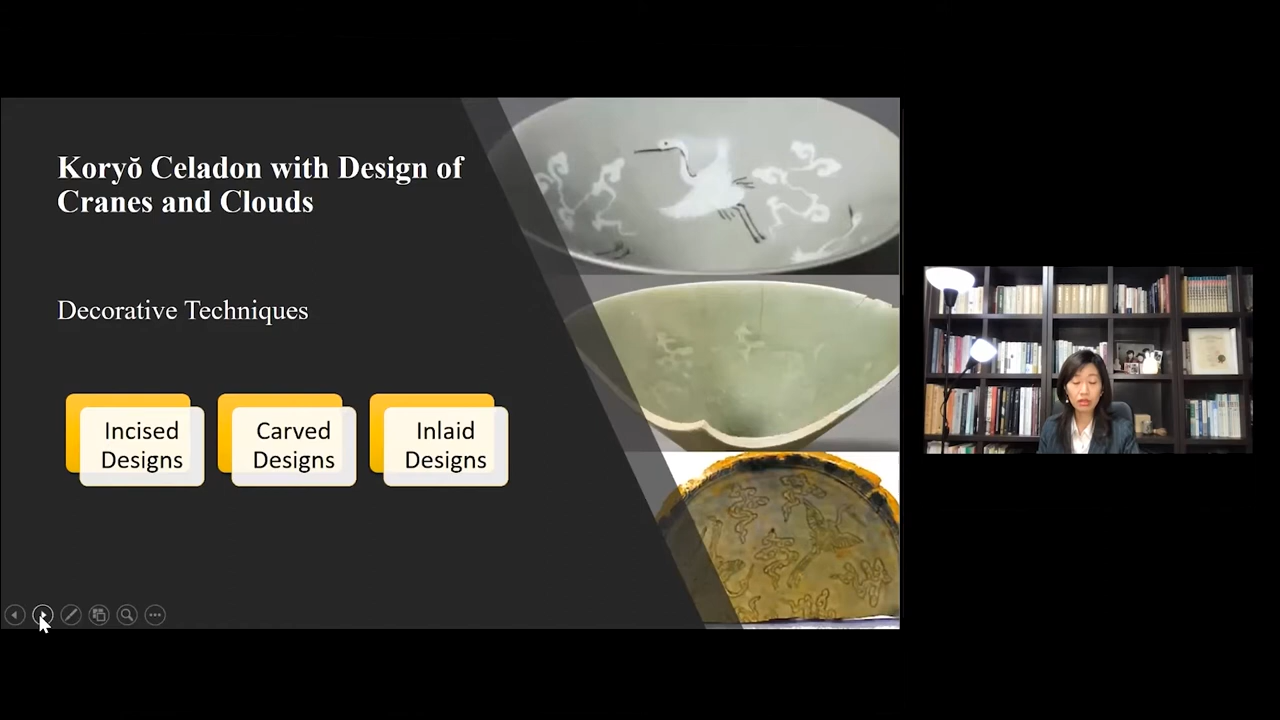 Koryŏ Celadon with Design of
Cranes and Clouds
Decorative Techniques
Incised
Designs
Carved
Designs
Inlaid
Designs